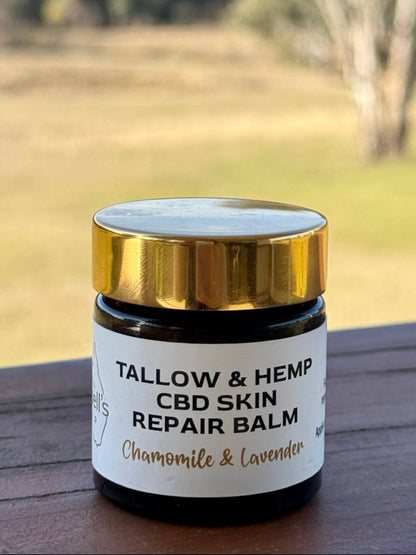 TALLOW & HEMP
CBD SKIN
REPAIR BALM
Chamomile & Lavender